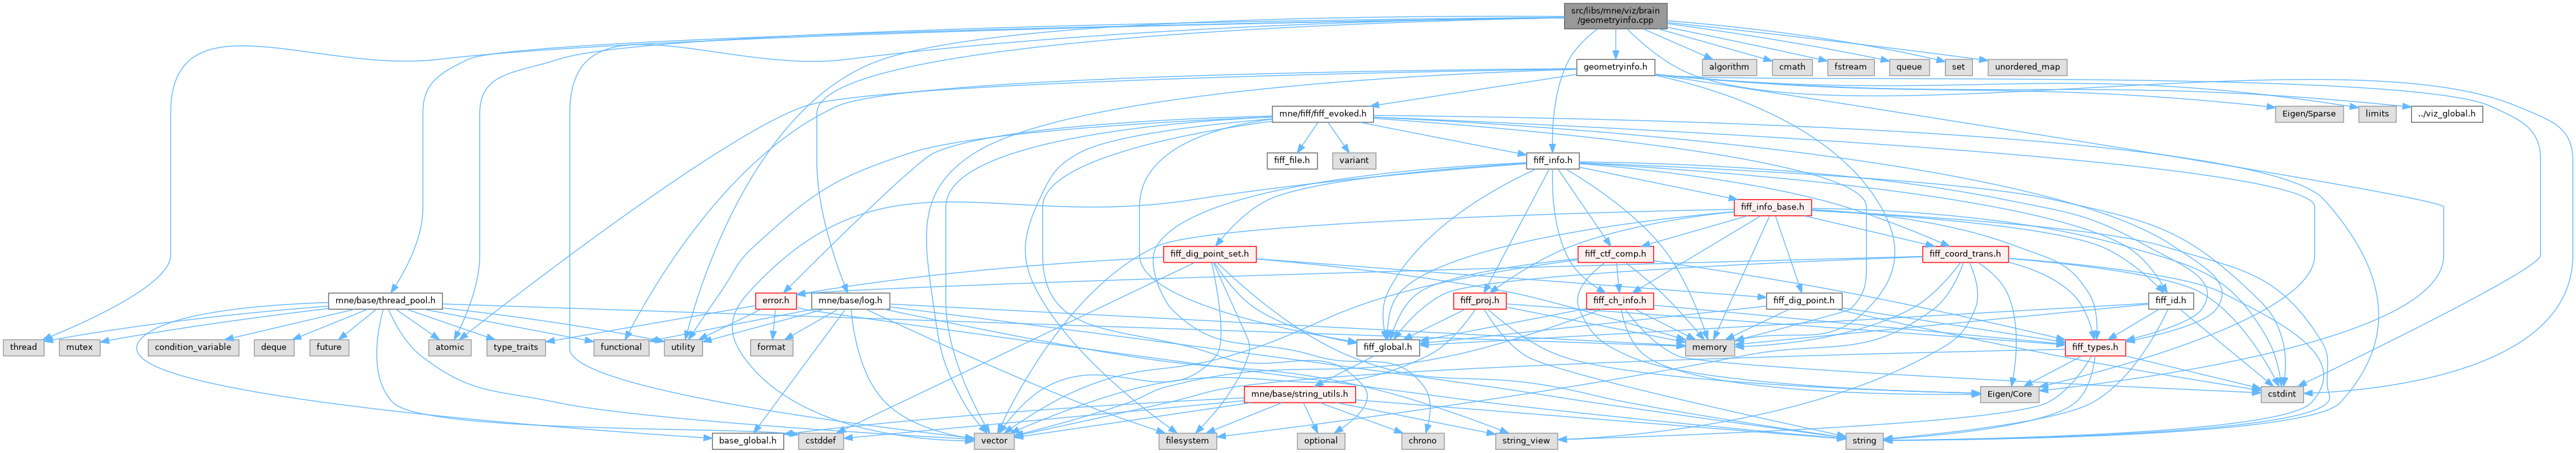 src/libs/mne/viz/brain
/geometryinfo.cpp
geometryinfo.h
algorithm
cmath
fstream
queue
set
unordered_map
mne/fiff/fiff_evoked.h
Eigen/Sparse
limits
../viz_global.h
fiff_file.h
variant
fiff_info.h
fiff_info_base.h
fiff_dig_point_set.h
fiff_ctf_comp.h
fiff_coord_trans.h
mne/base/thread_pool.h
error.h
mne/base/log.h
fiff_proj.h
fiff_ch_info.h
fiff_dig_point.h
fiff_id.h
thread
mutex
condition_variable
deque
future
atomic
type_traits
functional
utility
format
fiff_global.h
memory
fiff_types.h
mne/base/string_utils.h
Eigen/Core
cstdint
base_global.h
cstddef
vector
filesystem
optional
chrono
string_view
string